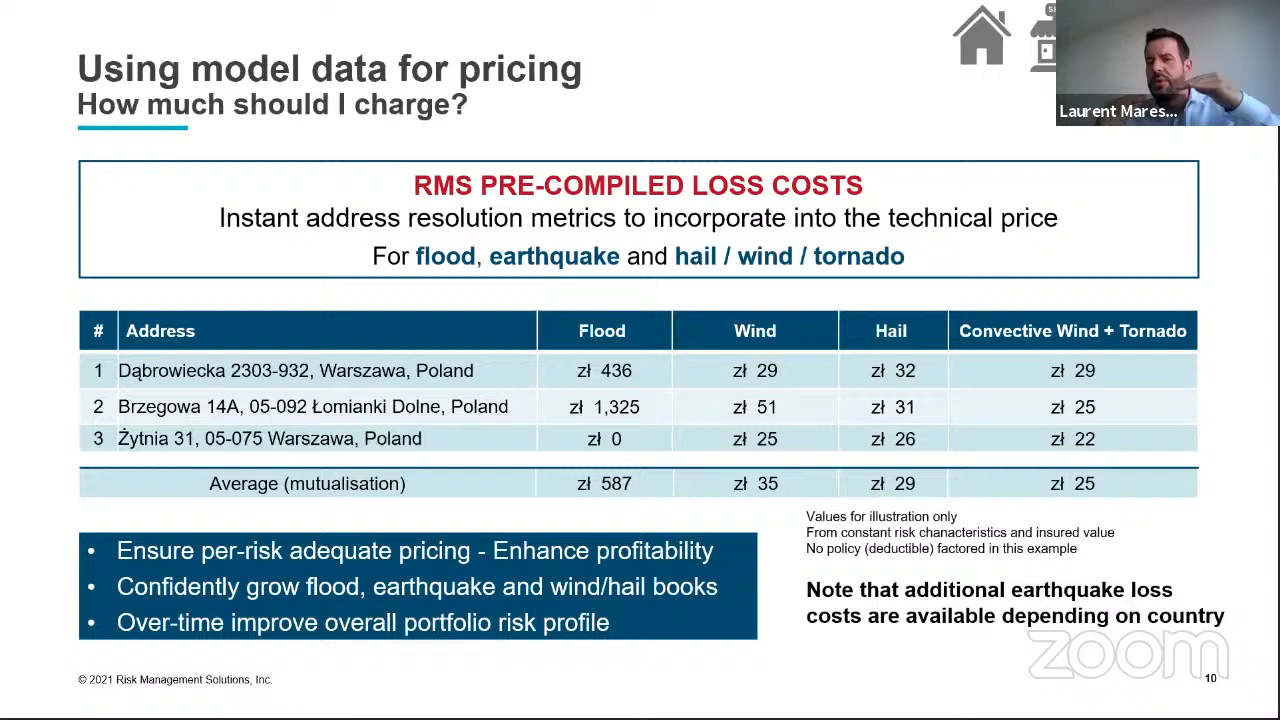 Using model data for pricing
How much should I charge?
Laurent Mares...
RMS PRE-COMPILED LOSS COSTS
Instant address resolution metrics to incorporate into the technical price
For flood, earthquake and hail / wind / tornado
# Address Flood Wind Hail Convective Wind + Tornado
1 Dąbrowiecka 2303-932, Warszawa, Poland zł 436 zł 29 zł 32 zł 29
2 Brzegowa 14A, 05-092 Łomianki Dolne, Poland zł 1,325 zł 51 zł 31 zł 25
3 Żytnia 31, 05-075 Warszawa, Poland zł 0 zł 25 zł 26 zł 22
Average (mutualisation) zł 587 zł 35 zł 29 zł 25
• Ensure per-risk adequate pricing - Enhance profitability
• Confidently grow flood, earthquake and wind/hail books
• Over-time improve overall portfolio risk profile
Values for illustration only
From constant risk characteristics and insured value
No policy (deductible) factored in this example
Note that additional earthquake loss
costs are available depending on country
zoom
© 2021 Risk Management Solutions, Inc.
10